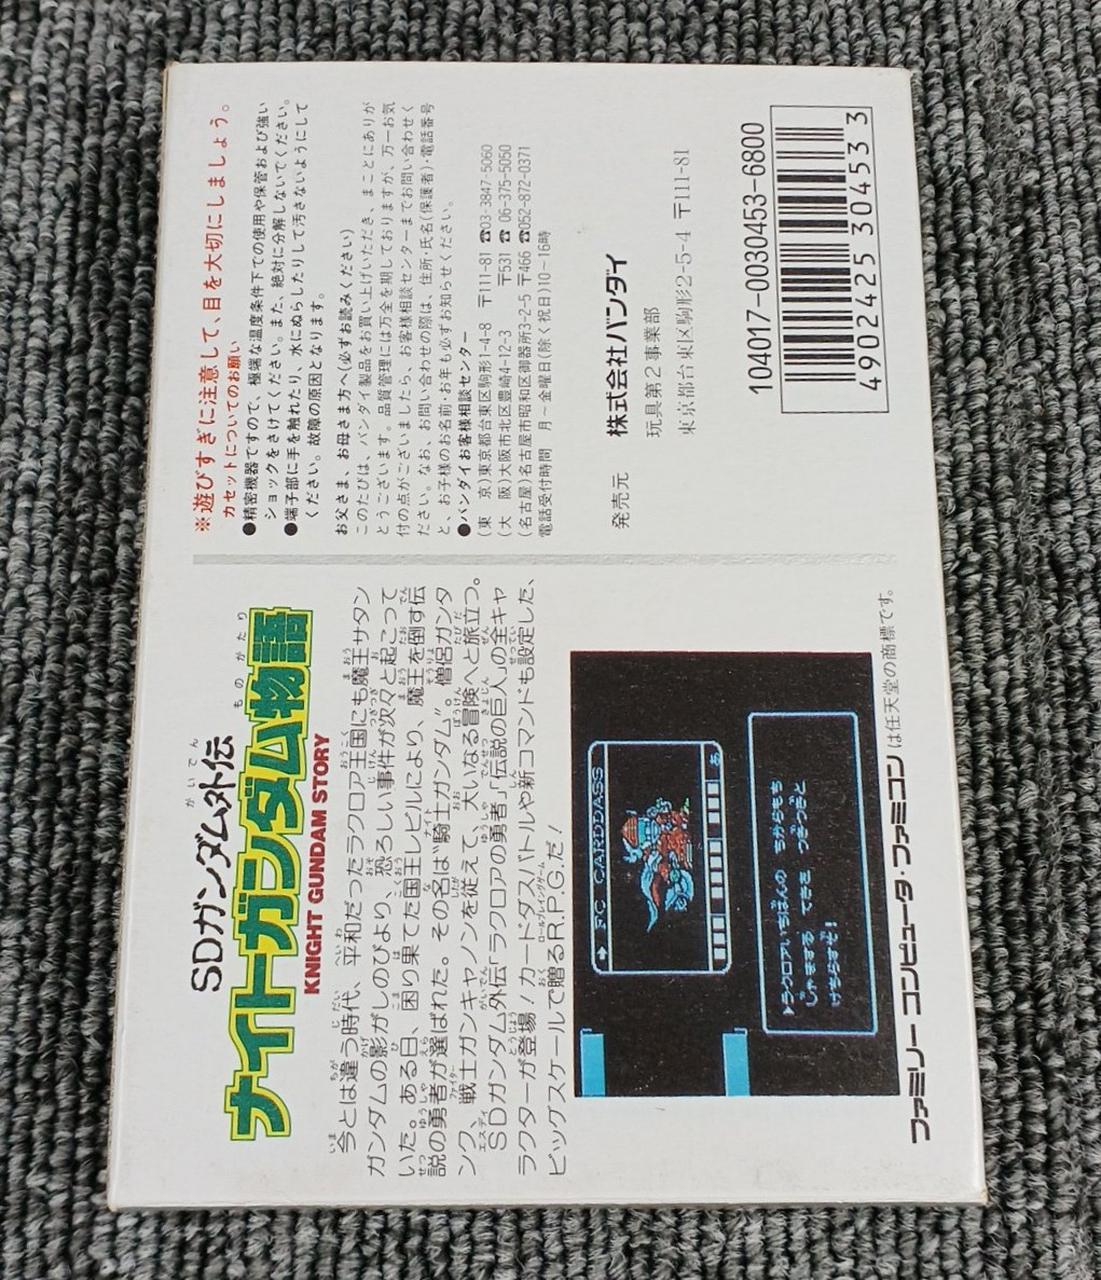 SDガンダム外伝
ナイトガンダム物語
KNIGHT GUNDAM STORY
今とは違う時代、平和だったラクロア王国にも魔王サタン
ガンダムの影がしのびより、恐ろしい事件が次々と起こって
いた。ある日、困り果てた国王レビルにより、魔王を倒す伝
説の勇者が選ばれた。その名は"騎士ガンダム"。僧侶ガンタ
ンク、戦士ガンキャノンを従えて、大いなる冒険へと旅立つ。
SDガンダム外伝「ラクロアの勇者」「伝説の巨人」の全キャ
ラクターが登場！カードダスバトルや新コマンドも設定した、
ビッグスケールで贈るR.P.G.だ！
FC CARDDASS
ラクロアいちばんの ちからもち
じゃまする てきを つぎつぎと
けちらすぞ！
ファミリーコンピュータ・ファミコンは任天堂の商標です。
※遊びすぎに注意して、目を大切にしましょう。
カセットについてのお願い
●精密機器ですので、極端な温度条件下での使用や保管および強い
ショックをさけてください。また、絶対に分解しないでください。
●端子部に手を触れたり、水にぬらしたりして汚さないようにして
ください。故障の原因となります。
お父さま、お母さま方へ(必ずお読みください)
このたびは、バンダイ製品をお買い上げいただき、まことにありが
とうございます。品質管理には万全を期しておりますが、万一お気
付の点がございましたら、お客様相談センターまでお問い合わせく
ださい。なお、お問い合わせの際は、住所・氏名(保護者)・電話番号
と、お子様のお名前・お年も必ずお知らせください。
●バンダイお客様相談センター
(東 京)東京都台東区駒形1-4-8 〒111-81 ☎03-3847-5060
(大 阪)大阪市北区豊崎4-12-3 〒531 ☎06-375-5050
(名古屋)名古屋市昭和区御器所3-2-5 〒466 ☎052-872-0371
電話受付時間 月～金曜日(除く祝日)10～16時
発売元 株式会社バンダイ
玩具第2事業部
東京都台東区駒形2-5-4 〒111-81
104017-0030453-6800
4902425304533